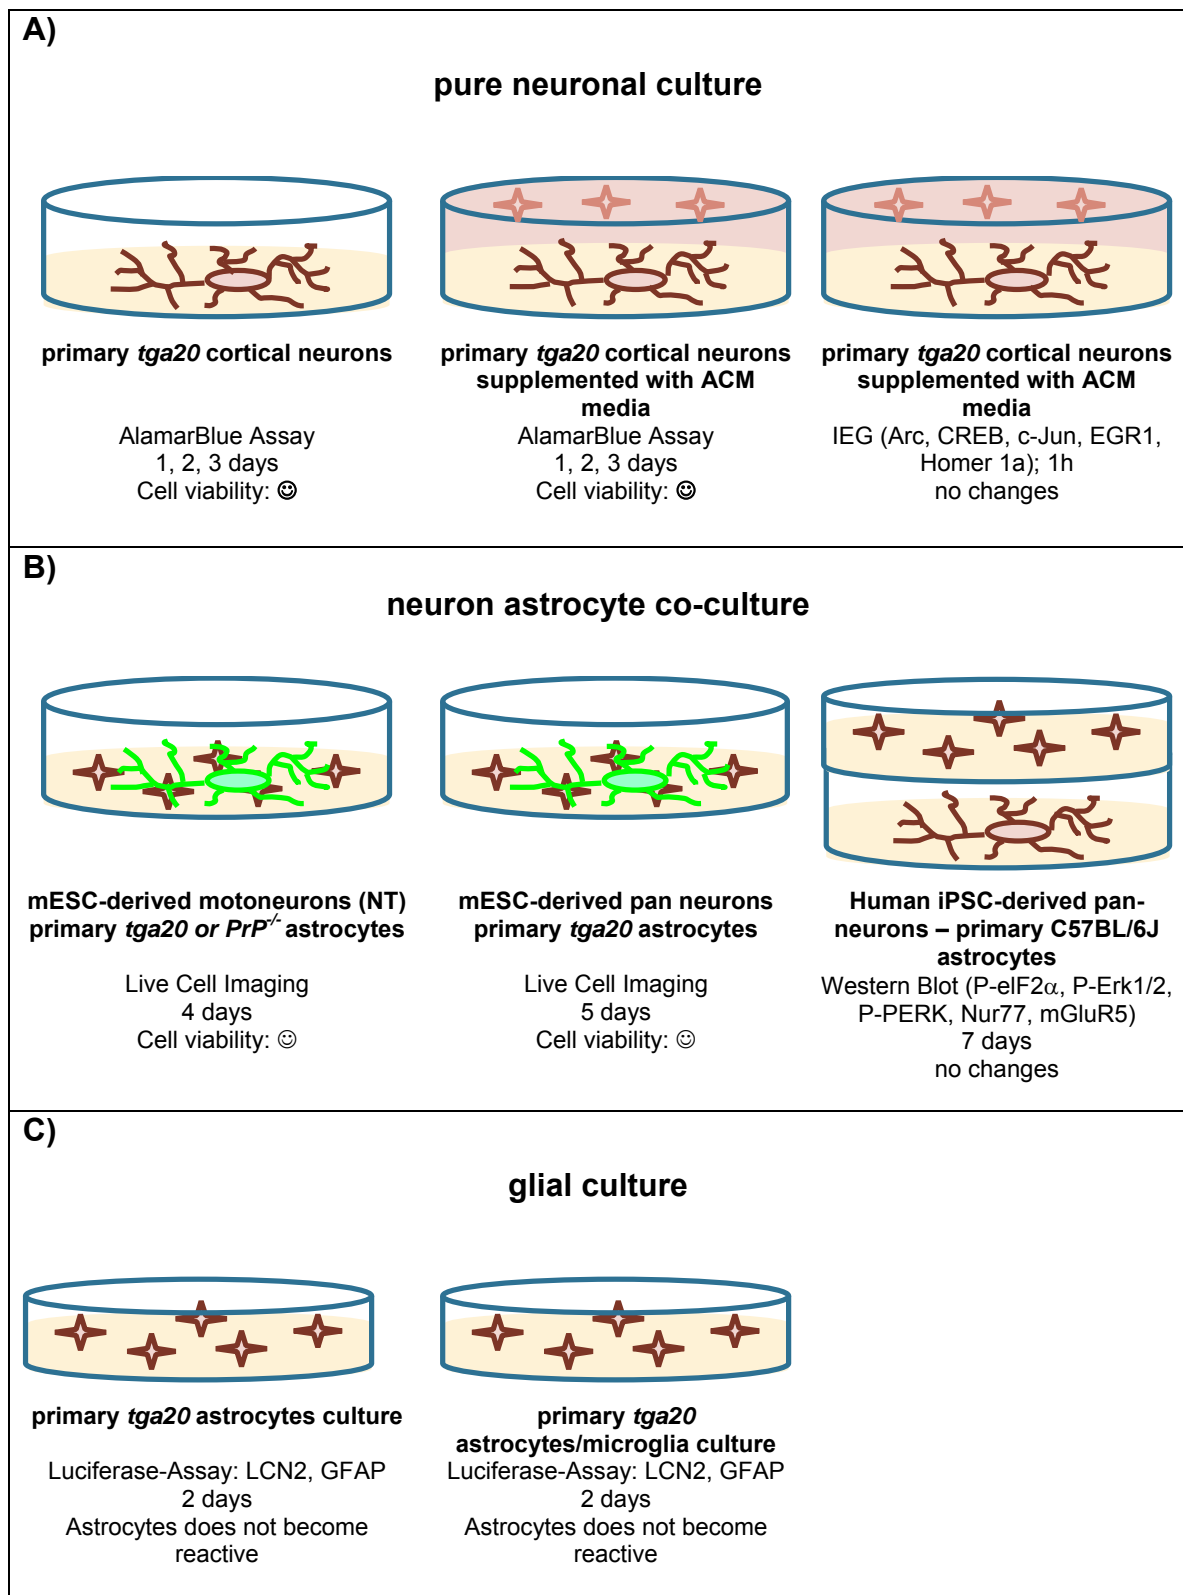 A)
pure neuronal culture
primary tga20 cortical neurons
AlamarBlue Assay
1, 2, 3 days
Cell viability: ☺
primary tga20 cortical neurons
supplemented with ACM
media
AlamarBlue Assay
1, 2, 3 days
Cell viability: ☺
primary tga20 cortical neurons
supplemented with ACM
media
IEG (Arc, CREB, c-Jun, EGR1,
Homer 1a); 1h
no changes
B)
neuron astrocyte co-culture
mESC-derived motoneurons (NT)
primary tga20 or PrP-/- astrocytes
Live Cell Imaging
4 days
Cell viability: ☺
mESC-derived pan neurons
primary tga20 astrocytes
Live Cell Imaging
5 days
Cell viability: ☺
Human iPSC-derived pan-
neurons – primary C57BL/6J
astrocytes
Western Blot (P-eIF2α, P-Erk1/2,
P-PERK, Nur77, mGluR5)
7 days
no changes
C)
glial culture
primary tga20 astrocytes culture
Luciferase-Assay: LCN2, GFAP
2 days
Astrocytes does not become
reactive
primary tga20
astrocytes/microglia culture
Luciferase-Assay: LCN2, GFAP
2 days
Astrocytes does not become
reactive